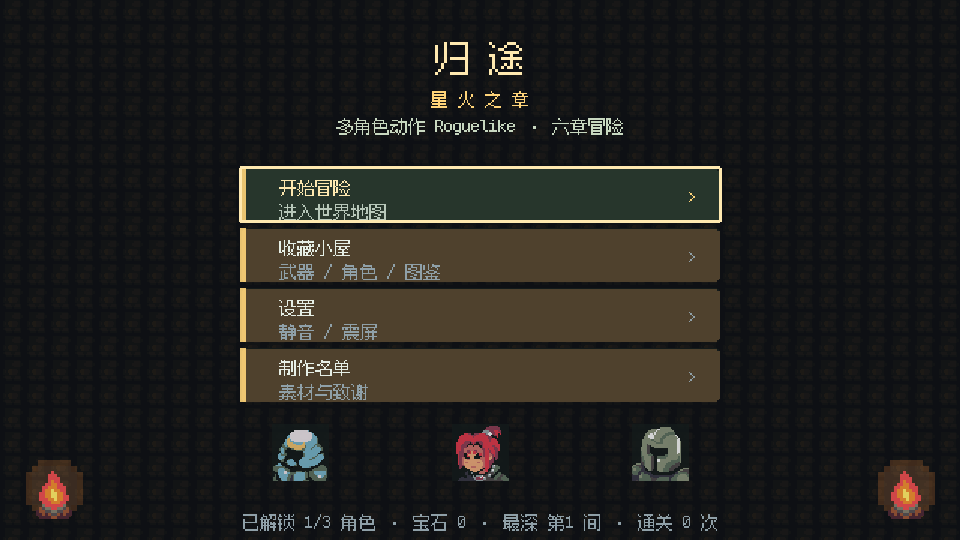 归途
星火之章
多角色动作 Roguelike · 六章冒险
开始冒险
进入世界地图
收藏小屋
武器 / 角色 / 图鉴
设置
静音 / 震屏
制作名单
素材与致谢
已解锁 1/3 角色 · 宝石 0 · 最深 第1 间 · 通关 0 次